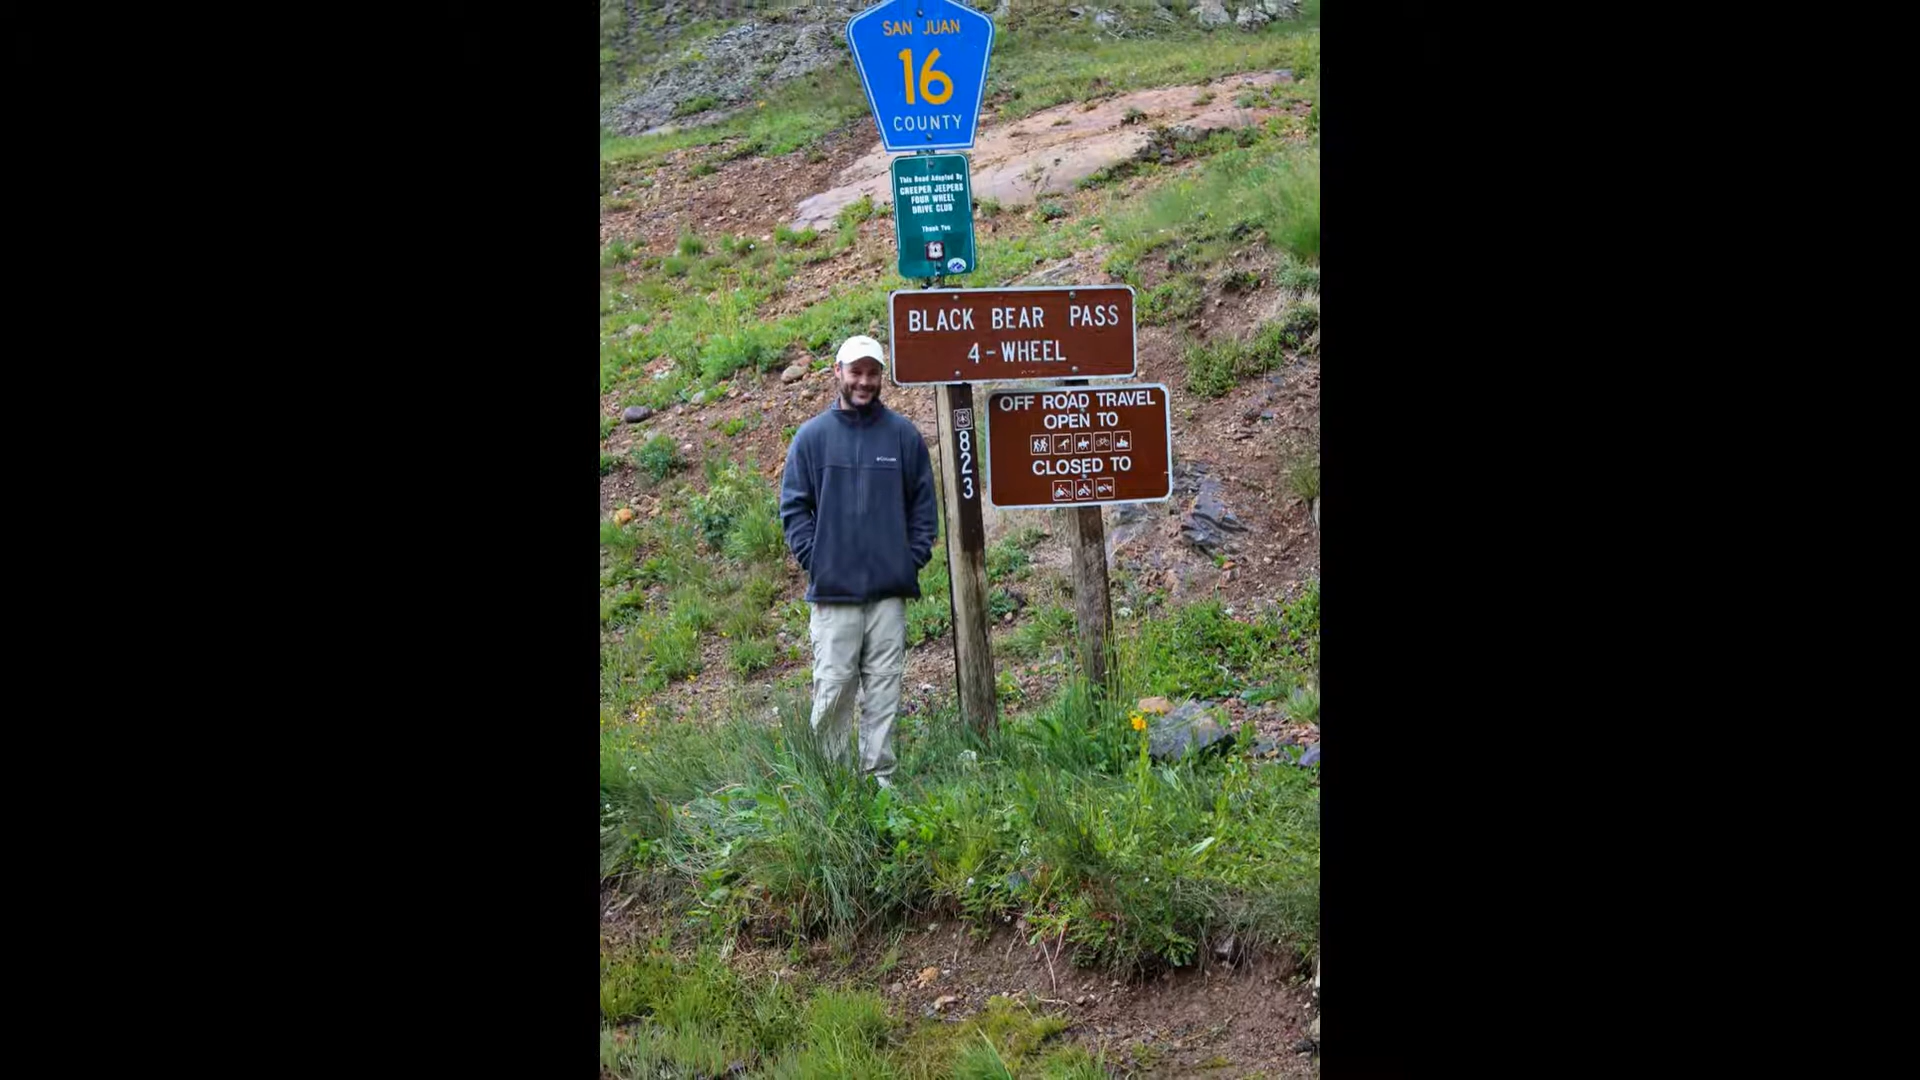 SAN JUAN
16
COUNTY
This Road Adopted By
CREEPER JEEPERS
FOUR WHEEL
DRIVE CLUB
Thank You
BLACK BEAR PASS
4-WHEEL
OFF ROAD TRAVEL
OPEN TO
CLOSED TO
823
Columbia